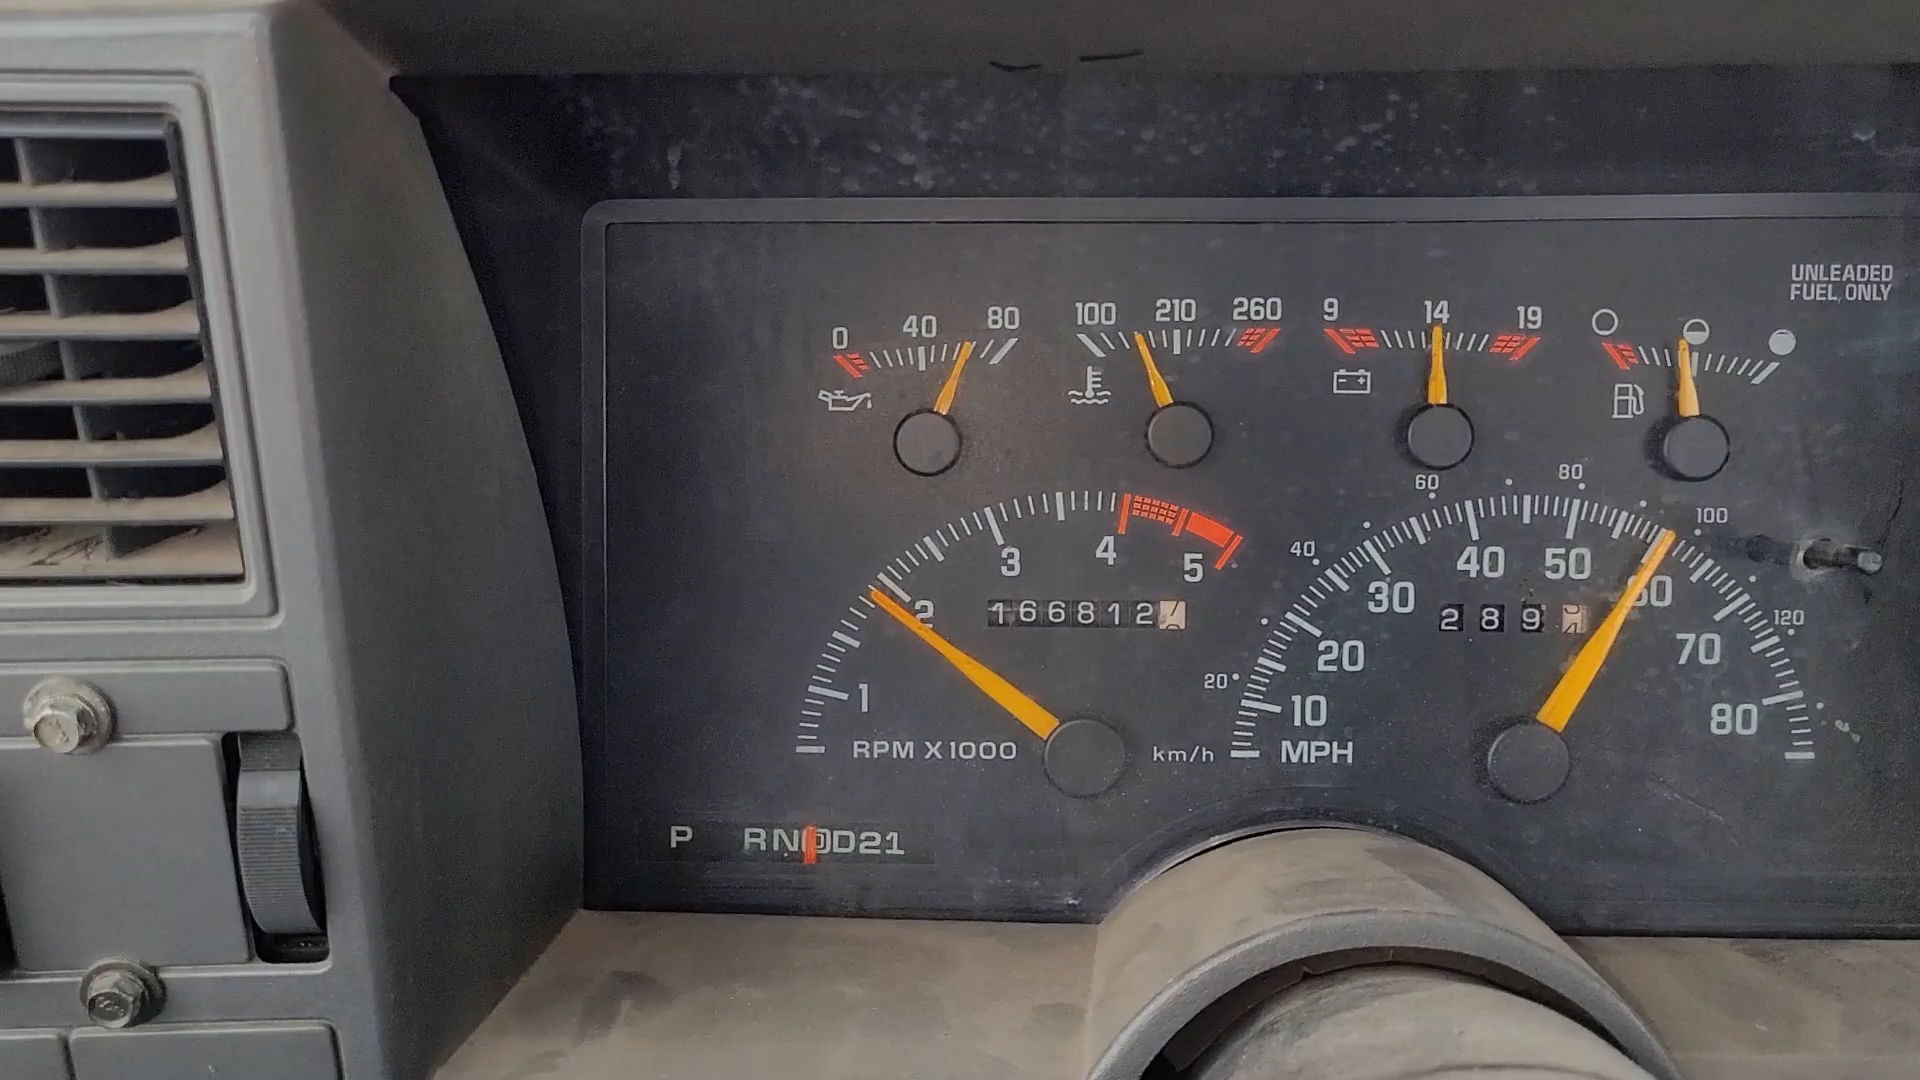 UNLEADED
FUEL ONLY
0 40 80
100 210 260
9 14 19
60 80 100
40 120
20
1 2 3 4 5
10 20 30 40 50 60 70 80
166812
289
RPM X1000
km/h MPH
P RN D21